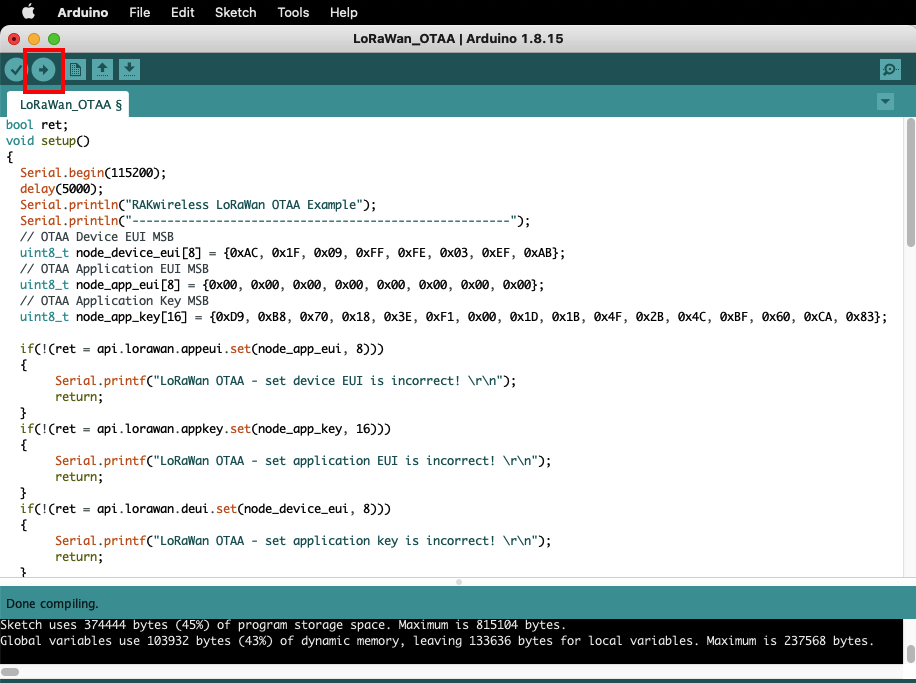 Arduino File Edit Sketch Tools Help
LoRaWan_OTAA | Arduino 1.8.15
LoRaWan_OTAA §
bool ret;
void setup()
{
  Serial.begin(115200);
  delay(5000);
  Serial.println("RAKwireless LoRaWan OTAA Example");
  Serial.println("------------------------------------------------------");
  // OTAA Device EUI MSB
  uint8_t node_device_eui[8] = {0xAC, 0x1F, 0x09, 0xFF, 0xFE, 0x03, 0xEF, 0xAB};
  // OTAA Application EUI MSB
  uint8_t node_app_eui[8] = {0x00, 0x00, 0x00, 0x00, 0x00, 0x00, 0x00, 0x00};
  // OTAA Application Key MSB
  uint8_t node_app_key[16] = {0xD9, 0xB8, 0x70, 0x18, 0x3E, 0xF1, 0x00, 0x1D, 0x1B, 0x4F, 0x2B, 0x4C, 0xBF, 0x60, 0xCA, 0x83};
  if(!(ret = api.lorawan.appeui.set(node_app_eui, 8)))
  {
       Serial.printf("LoRaWan OTAA - set device EUI is incorrect! \r\n");
       return;
  }
  if(!(ret = api.lorawan.appkey.set(node_app_key, 16)))
  {
       Serial.printf("LoRaWan OTAA - set application EUI is incorrect! \r\n");
       return;
  }
  if(!(ret = api.lorawan.deui.set(node_device_eui, 8)))
  {
       Serial.printf("LoRaWan OTAA - set application key is incorrect! \r\n");
       return;
  }
Done compiling.
Sketch uses 374444 bytes (45%) of program storage space. Maximum is 815104 bytes.
Global variables use 103932 bytes (43%) of dynamic memory, leaving 133636 bytes for local variables. Maximum is 237568 bytes.